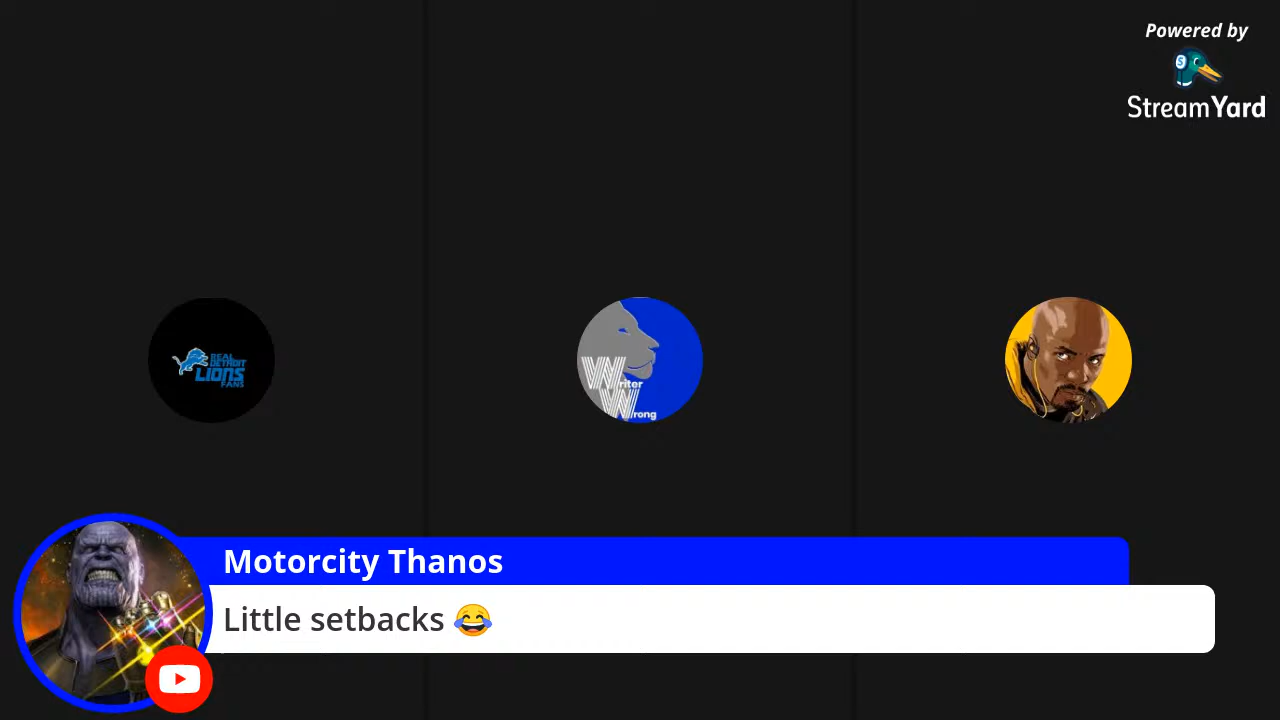 Powered by
StreamYard
REAL
DETROIT
LIONS
FANS
Writer
Wrong
Motorcity Thanos
Little setbacks 😂